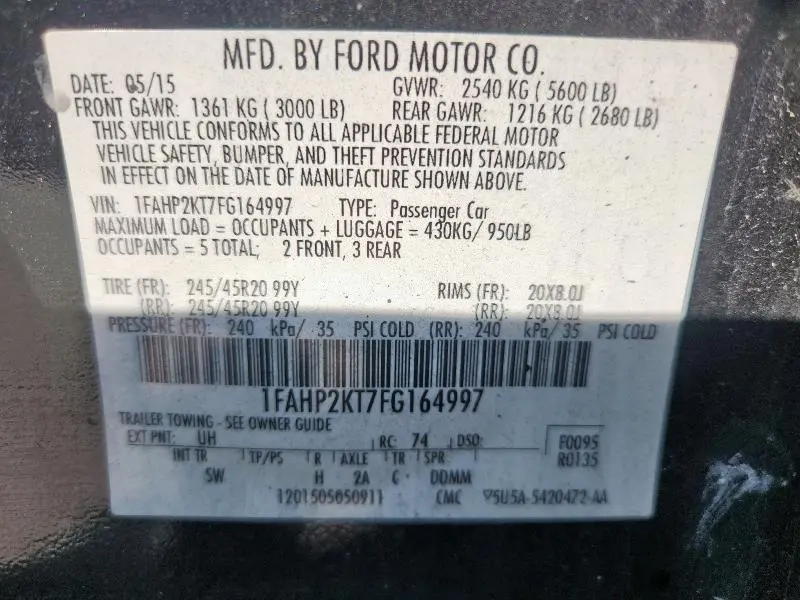 MFD. BY FORD MOTOR CO.
DATE: 05/15 GVWR: 2540 KG ( 5600 LB)
FRONT GAWR: 1361 KG ( 3000 LB) REAR GAWR: 1216 KG ( 2680 LB)
THIS VEHICLE CONFORMS TO ALL APPLICABLE FEDERAL MOTOR
VEHICLE SAFETY, BUMPER, AND THEFT PREVENTION STANDARDS
IN EFFECT ON THE DATE OF MANUFACTURE SHOWN ABOVE.
VIN: 1FAHP2KT7FG164997 TYPE: Passenger Car
MAXIMUM LOAD = OCCUPANTS + LUGGAGE = 430KG/ 950LB
OCCUPANTS = 5 TOTAL; 2 FRONT, 3 REAR
TIRE (FR): 245/45R20 99Y RIMS (FR): 20X8.0J
(RR): 245/45R20 99Y (RR): 20X8.0J
PRESSURE (FR): 240 kPa/ 35 PSI COLD (RR): 240 kPa/ 35 PSI COLD
1FAHP2KT7FG164997
TRAILER TOWING - SEE OWNER GUIDE
EXT PNT: UH RC: 74 DSO: F0095
INT TR TP/PS R AXLE TR SPR R0135
SW H 2A C DDMM
1201505050911 CMC 5U5A-5420472-AA